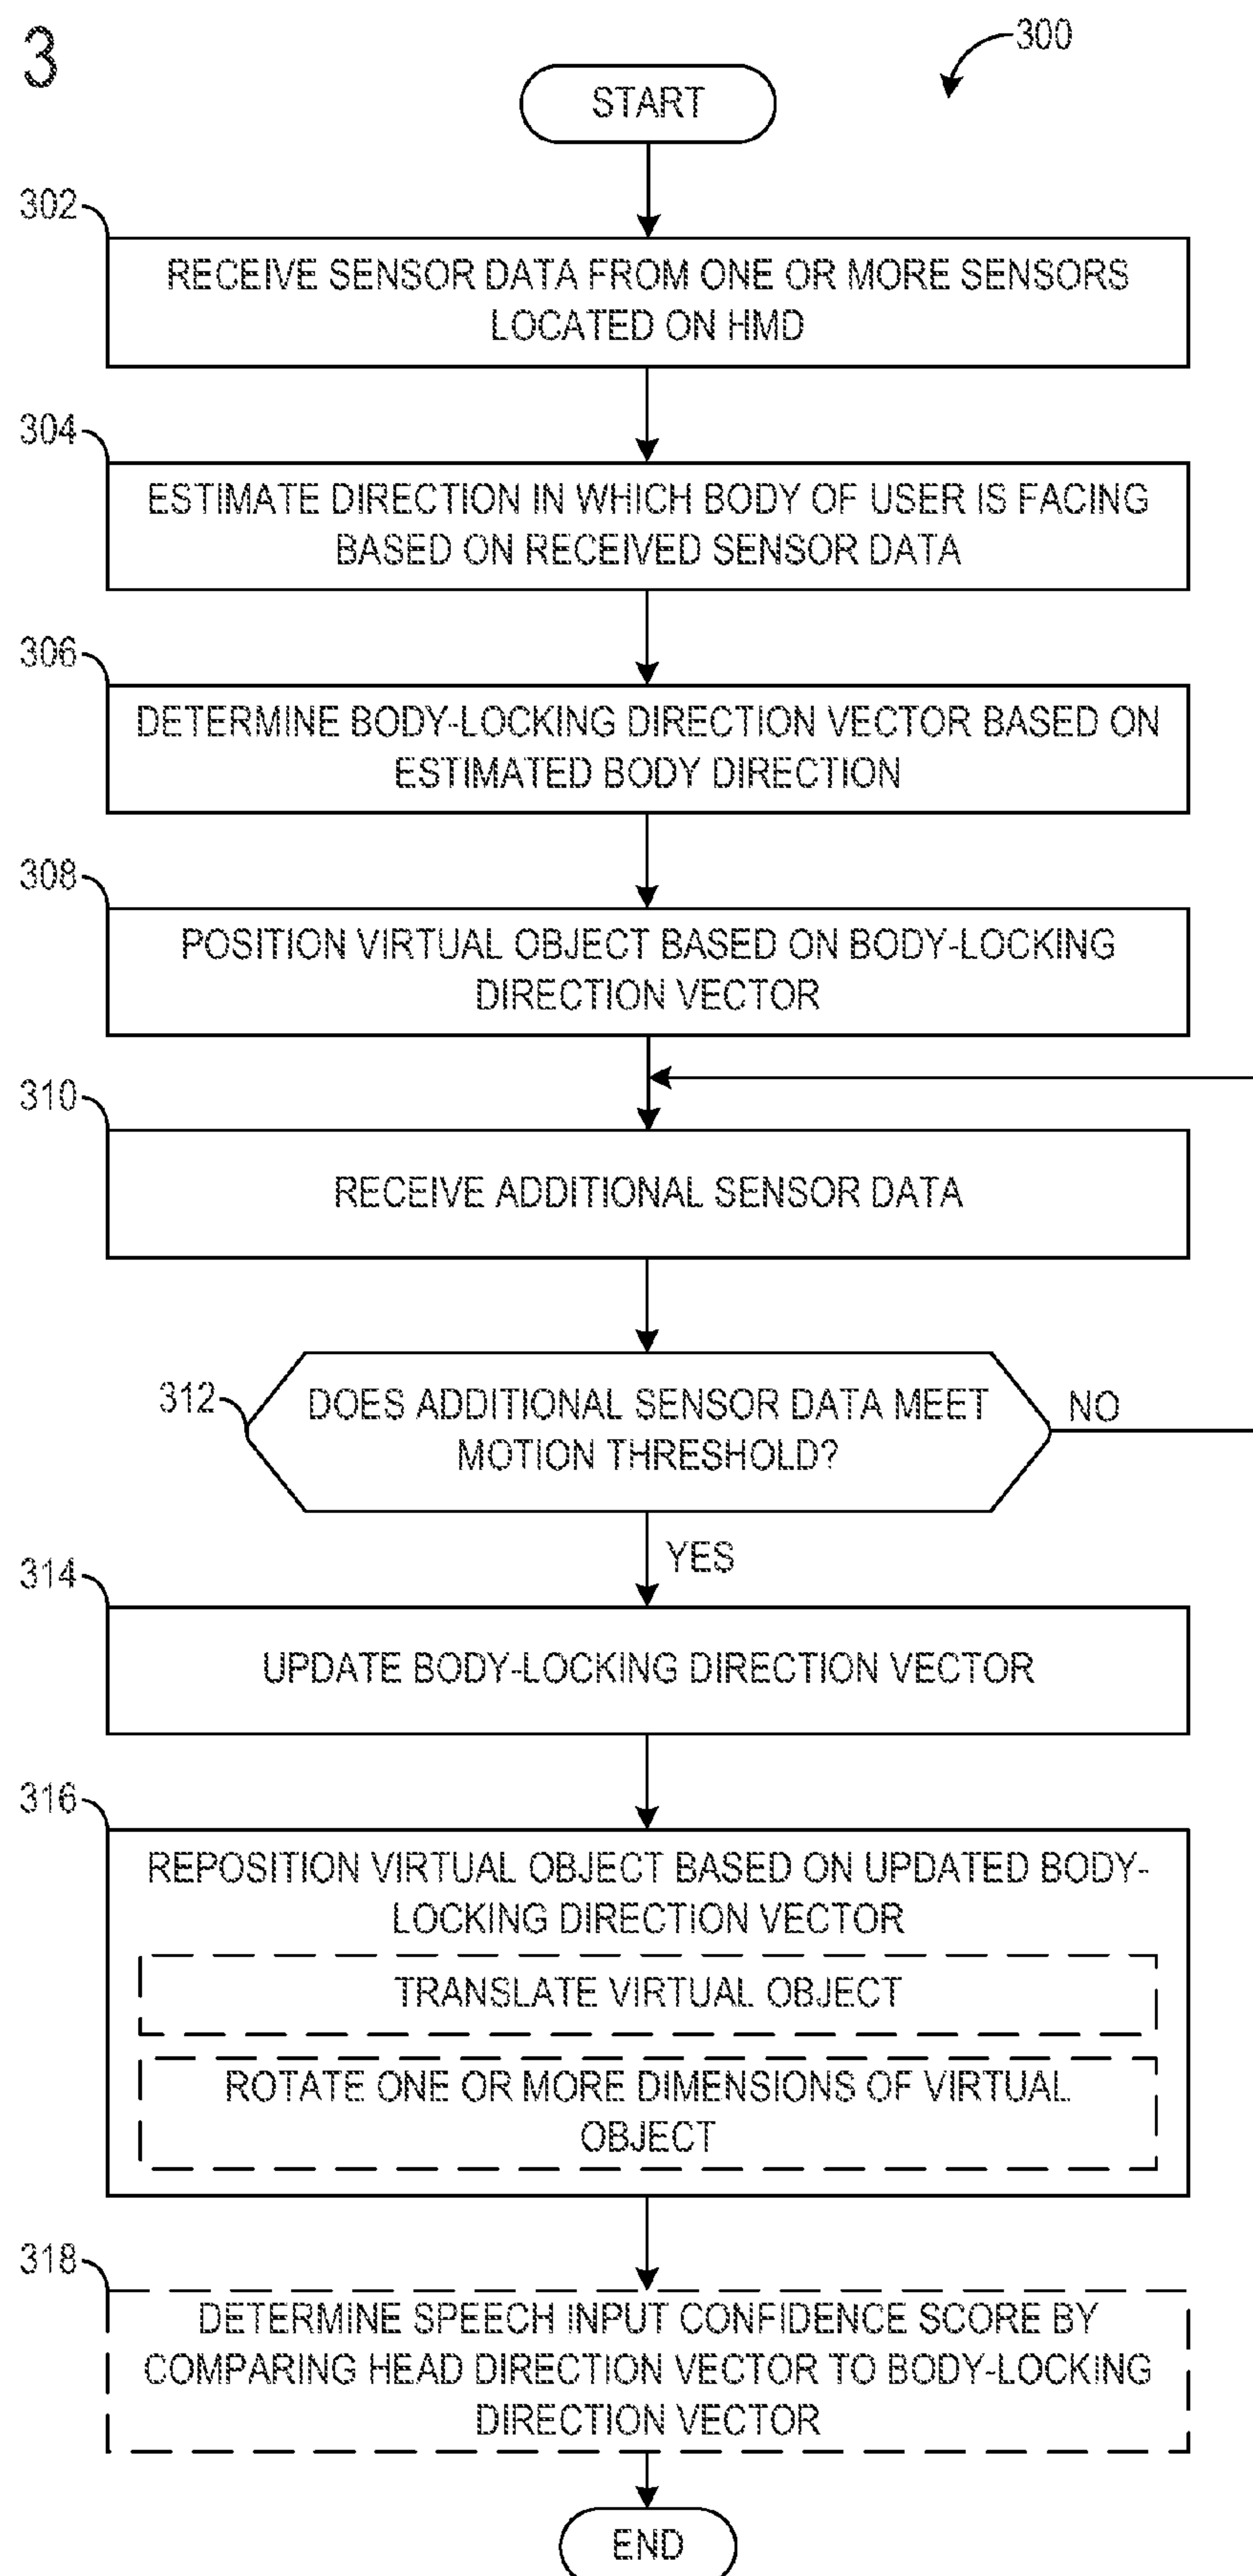 3
300
START
302
RECEIVE SENSOR DATA FROM ONE OR MORE SENSORS
LOCATED ON HMD
304
ESTIMATE DIRECTION IN WHICH BODY OF USER IS FACING
BASED ON RECEIVED SENSOR DATA
306
DETERMINE BODY-LOCKING DIRECTION VECTOR BASED ON
ESTIMATED BODY DIRECTION
308
POSITION VIRTUAL OBJECT BASED ON BODY-LOCKING
DIRECTION VECTOR
310
RECEIVE ADDITIONAL SENSOR DATA
312
DOES ADDITIONAL SENSOR DATA MEET
MOTION THRESHOLD?
NO
YES
314
UPDATE BODY-LOCKING DIRECTION VECTOR
316
REPOSITION VIRTUAL OBJECT BASED ON UPDATED BODY-
LOCKING DIRECTION VECTOR
TRANSLATE VIRTUAL OBJECT
ROTATE ONE OR MORE DIMENSIONS OF VIRTUAL
OBJECT
318
DETERMINE SPEECH INPUT CONFIDENCE SCORE BY
COMPARING HEAD DIRECTION VECTOR TO BODY-LOCKING
DIRECTION VECTOR
END